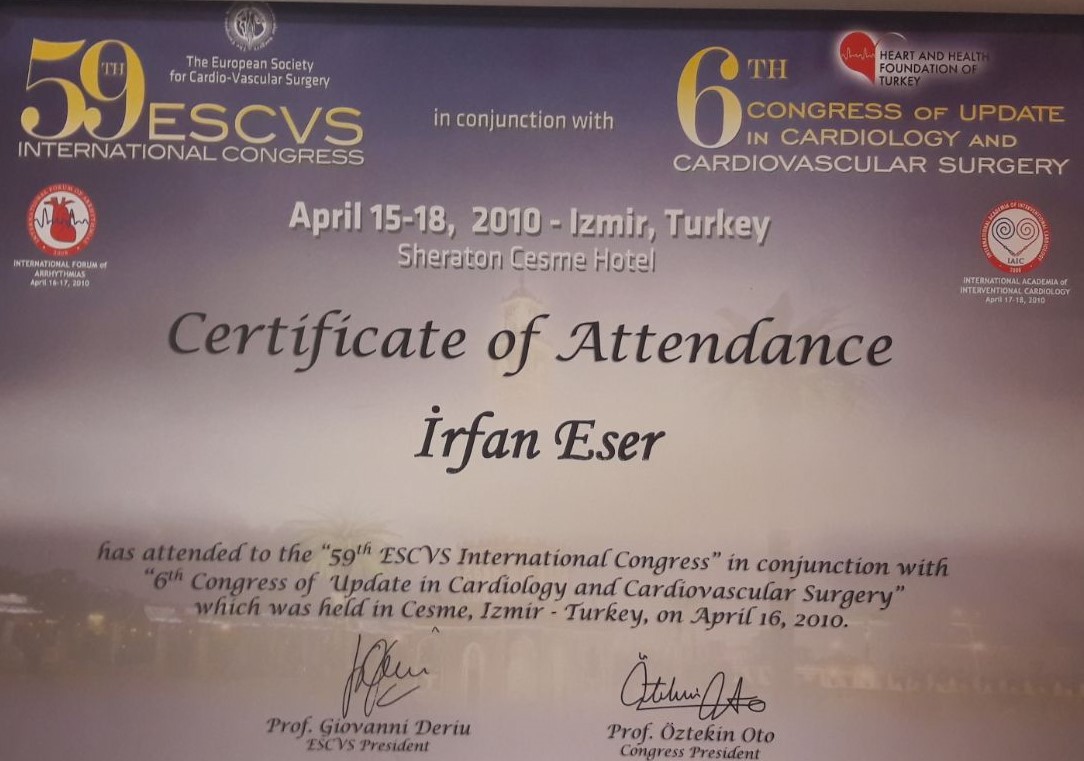 The European Society
for Cardio-Vascular Surgery
59TH ESCVS
INTERNATIONAL CONGRESS
in conjunction with
HEART AND HEALTH
FOUNDATION OF
TURKEY
6TH
CONGRESS OF UPDATE
IN CARDIOLOGY AND
CARDIOVASCULAR SURGERY
April 15-18, 2010 - Izmir, Turkey
Sheraton Cesme Hotel
INTERNATIONAL FORUM of
ARRHYTHMIAS
April 16-17, 2010
IAIC
INTERNATIONAL ACADEMIA of
INTERVENTIONAL CARDIOLOGY
April 17-18, 2010
Certificate of Attendance
İrfan Eser
has attended to the “59th ESCVS International Congress” in conjunction with
“6th Congress of Update in Cardiology and Cardiovascular Surgery”
which was held in Cesme, Izmir - Turkey, on April 16, 2010.
Prof. Giovanni Deriu
ESCVS President
Prof. Öztekin Oto
Congress President